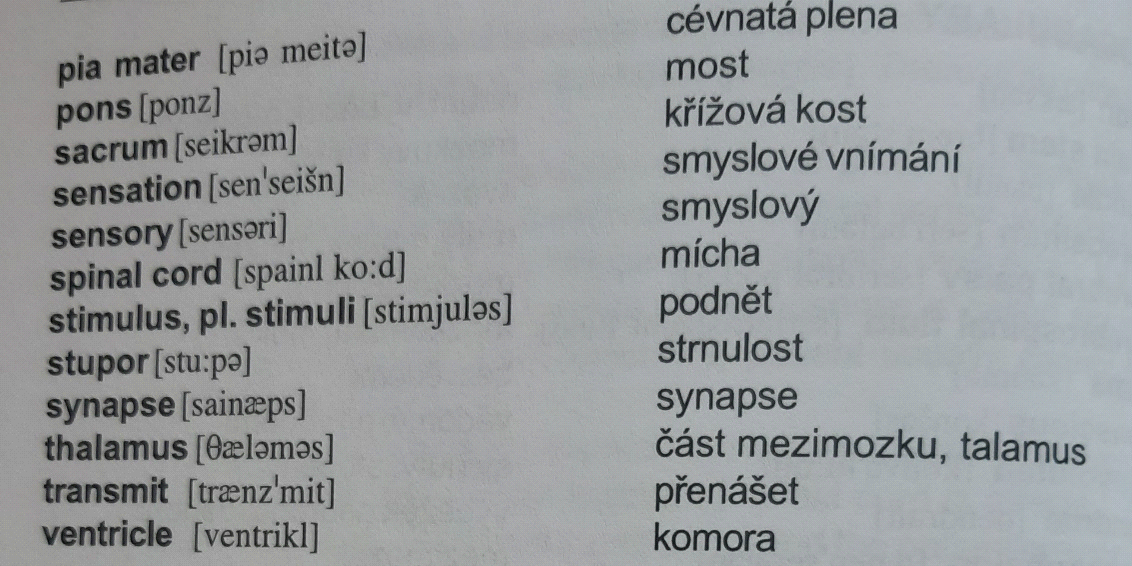 pia mater [piə meitə] cévnatá plena
pons [ponz] most
sacrum [seikrəm] křížová kost
sensation [sen'seišn] smyslové vnímání
sensory [sensəri] smyslový
spinal cord [spainl ko:d] mícha
stimulus, pl. stimuli [stimjuləs] podnět
stupor [stu:pə] strnulost
synapse [sainæps] synapse
thalamus [θæləməs] část mezimozku, talamus
transmit [trænz'mit] přenášet
ventricle [ventrikl] komora